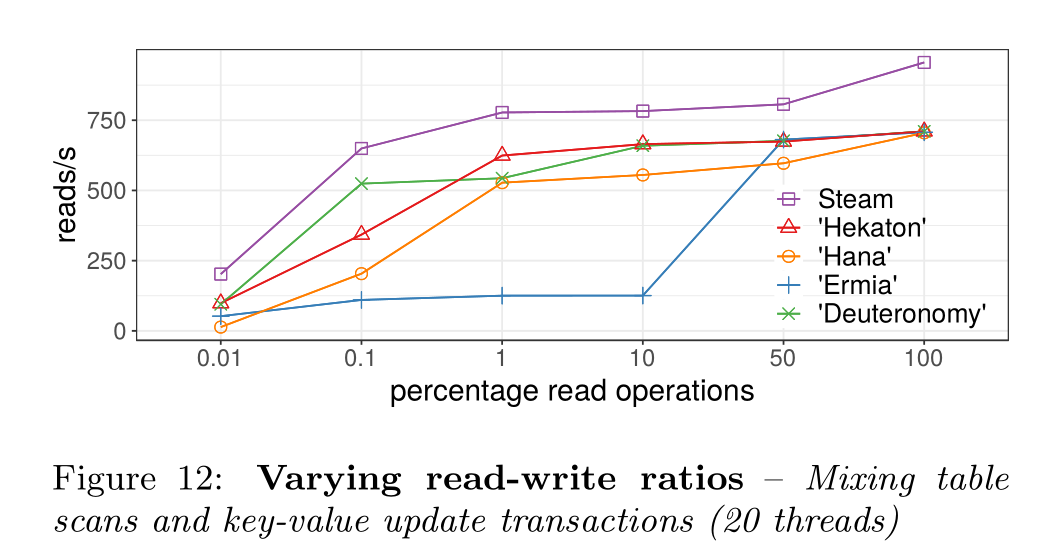 750
500
250
0
reads/s
0.01 0.1 1 10 50 100
percentage read operations
Steam
'Hekaton'
'Hana'
'Ermia'
'Deuteronomy'
Figure 12: Varying read-write ratios – Mixing table
scans and key-value update transactions (20 threads)